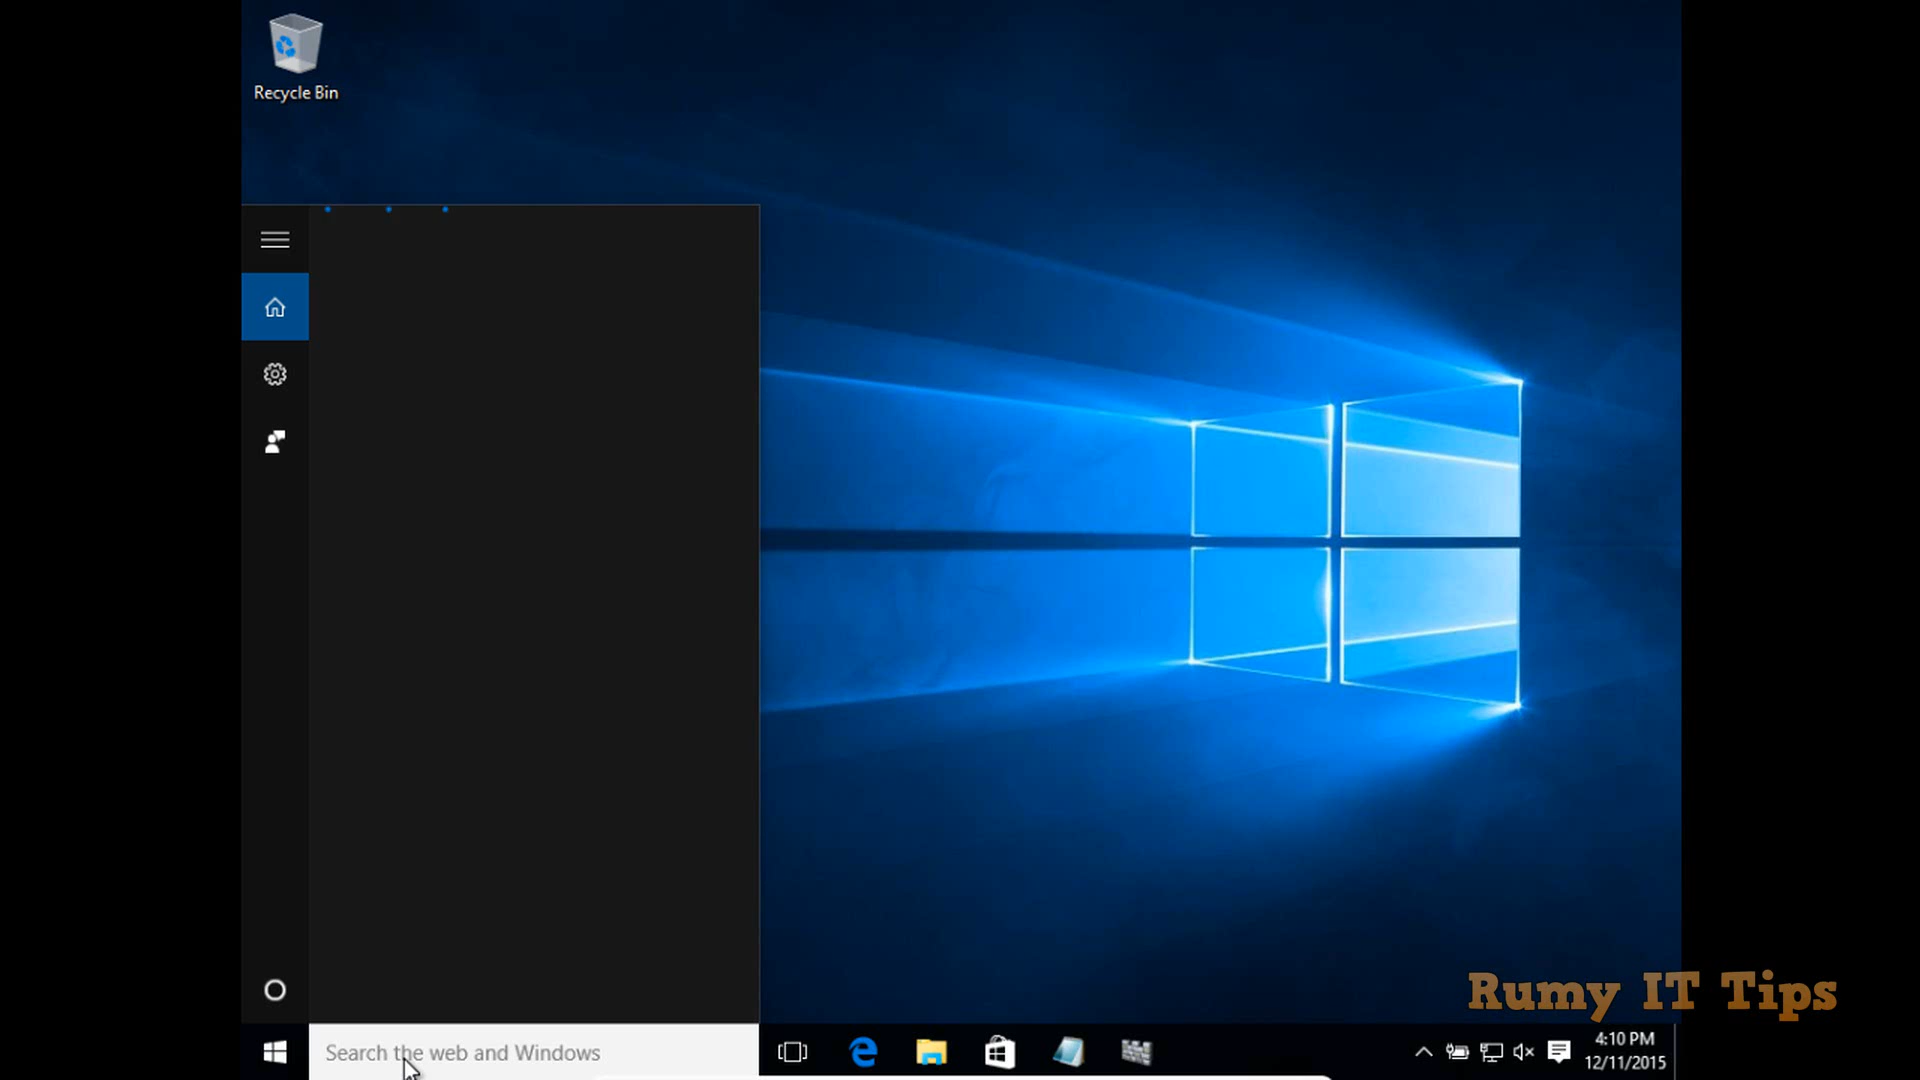 Recycle Bin
Search the web and Windows
Rumy IT Tips
4:10 PM
12/11/2015